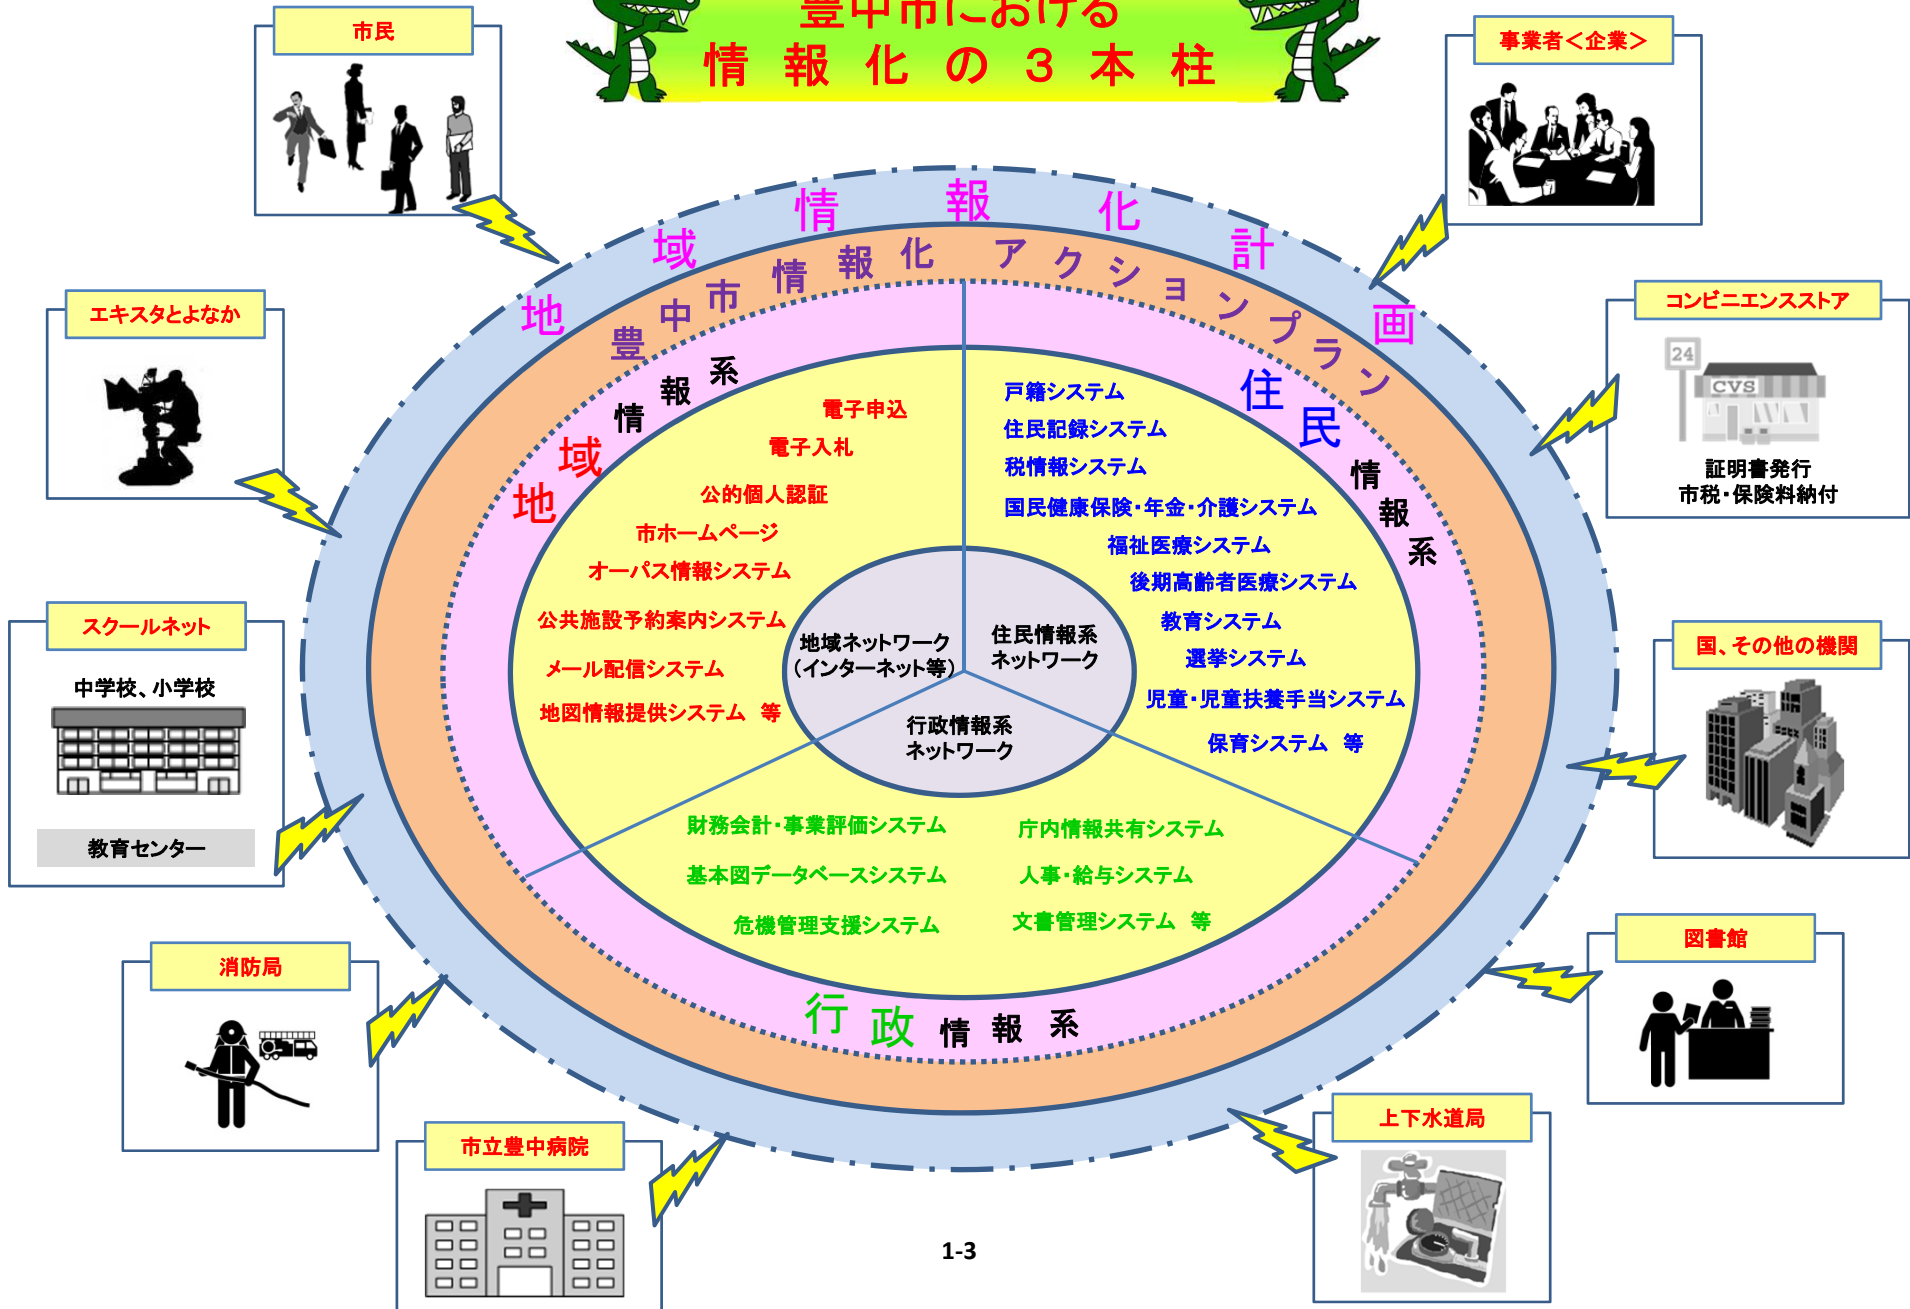 豊中市における
情報化の3本柱
市民
事業者＜企業＞
エキスタとよなか
コンビニエンスストア
24
CVS
証明書発行
市税・保険料納付
スクールネット
中学校、小学校
教育センター
国、その他の機関
消防局
図書館
市立豊中病院
上下水道局
地域情報化計画
豊中市情報化アクションプラン
地域情報系
電子申込
電子入札
公的個人認証
市ホームページ
オーパス情報システム
公共施設予約案内システム
メール配信システム
地図情報提供システム 等
住民情報系
戸籍システム
住民記録システム
税情報システム
国民健康保険・年金・介護システム
福祉医療システム
後期高齢者医療システム
教育システム
選挙システム
児童・児童扶養手当システム
保育システム 等
地域ネットワーク
（インターネット等）
住民情報系
ネットワーク
行政情報系
ネットワーク
財務会計・事業評価システム
基本図データベースシステム
危機管理支援システム
庁内情報共有システム
人事・給与システム
文書管理システム 等
行政情報系
1-3